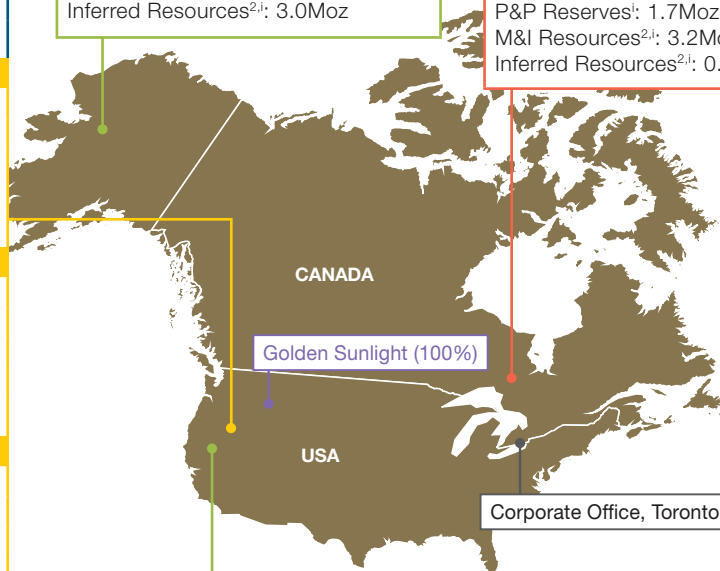 Inferred Resources²,ⁱ: 3.0Moz
P&P Reservesⁱ: 1.7Moz
M&I Resources²,ⁱ: 3.2Mo
Inferred Resources²,ⁱ: 0.
CANADA
Golden Sunlight (100%)
USA
Corporate Office, Toronto